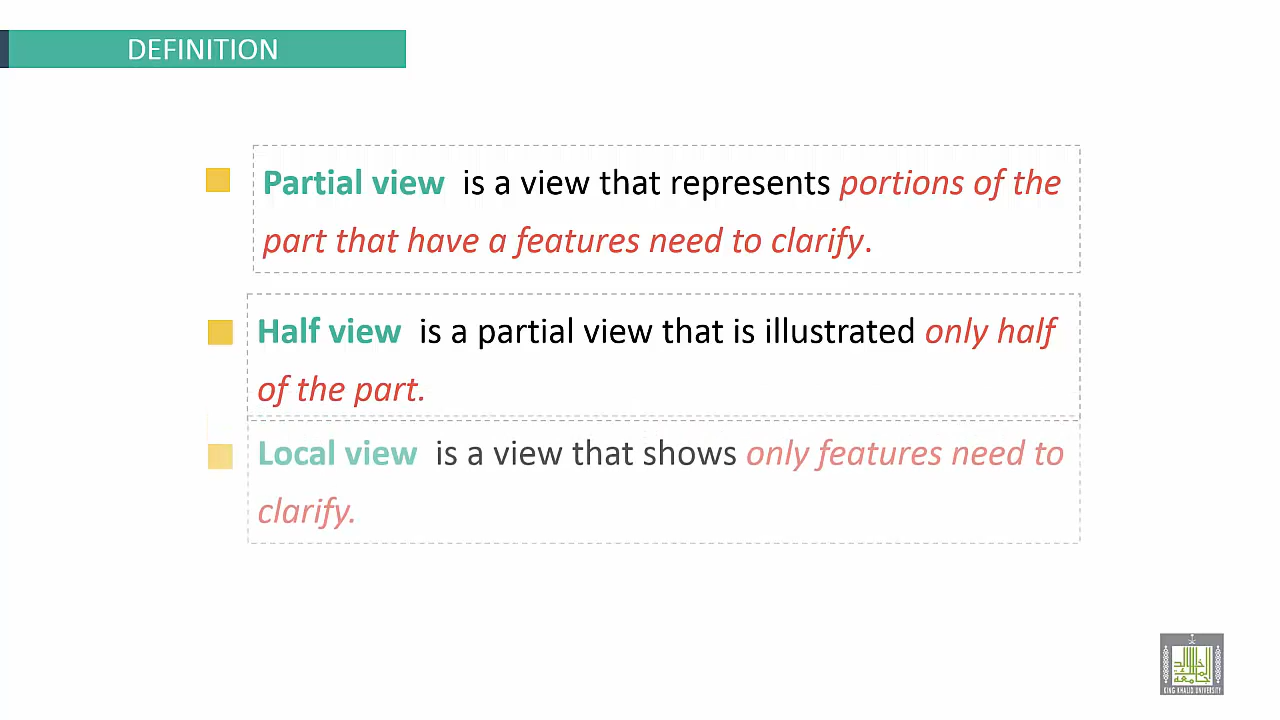 DEFINITION
Partial view is a view that represents portions of the
part that have a features need to clarify.
Half view is a partial view that is illustrated only half
of the part.
Local view is a view that shows only features need to
clarify.
KING KHALID UNIVERSITY